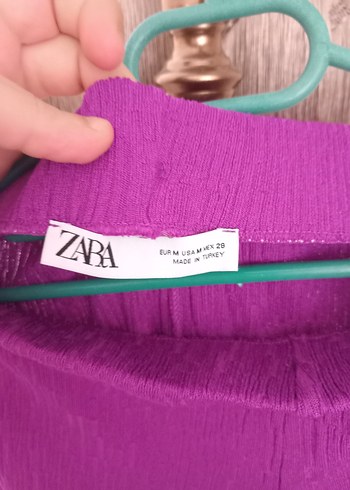 ZARA
EUR M USA M MEX 28
MADE IN TURKEY